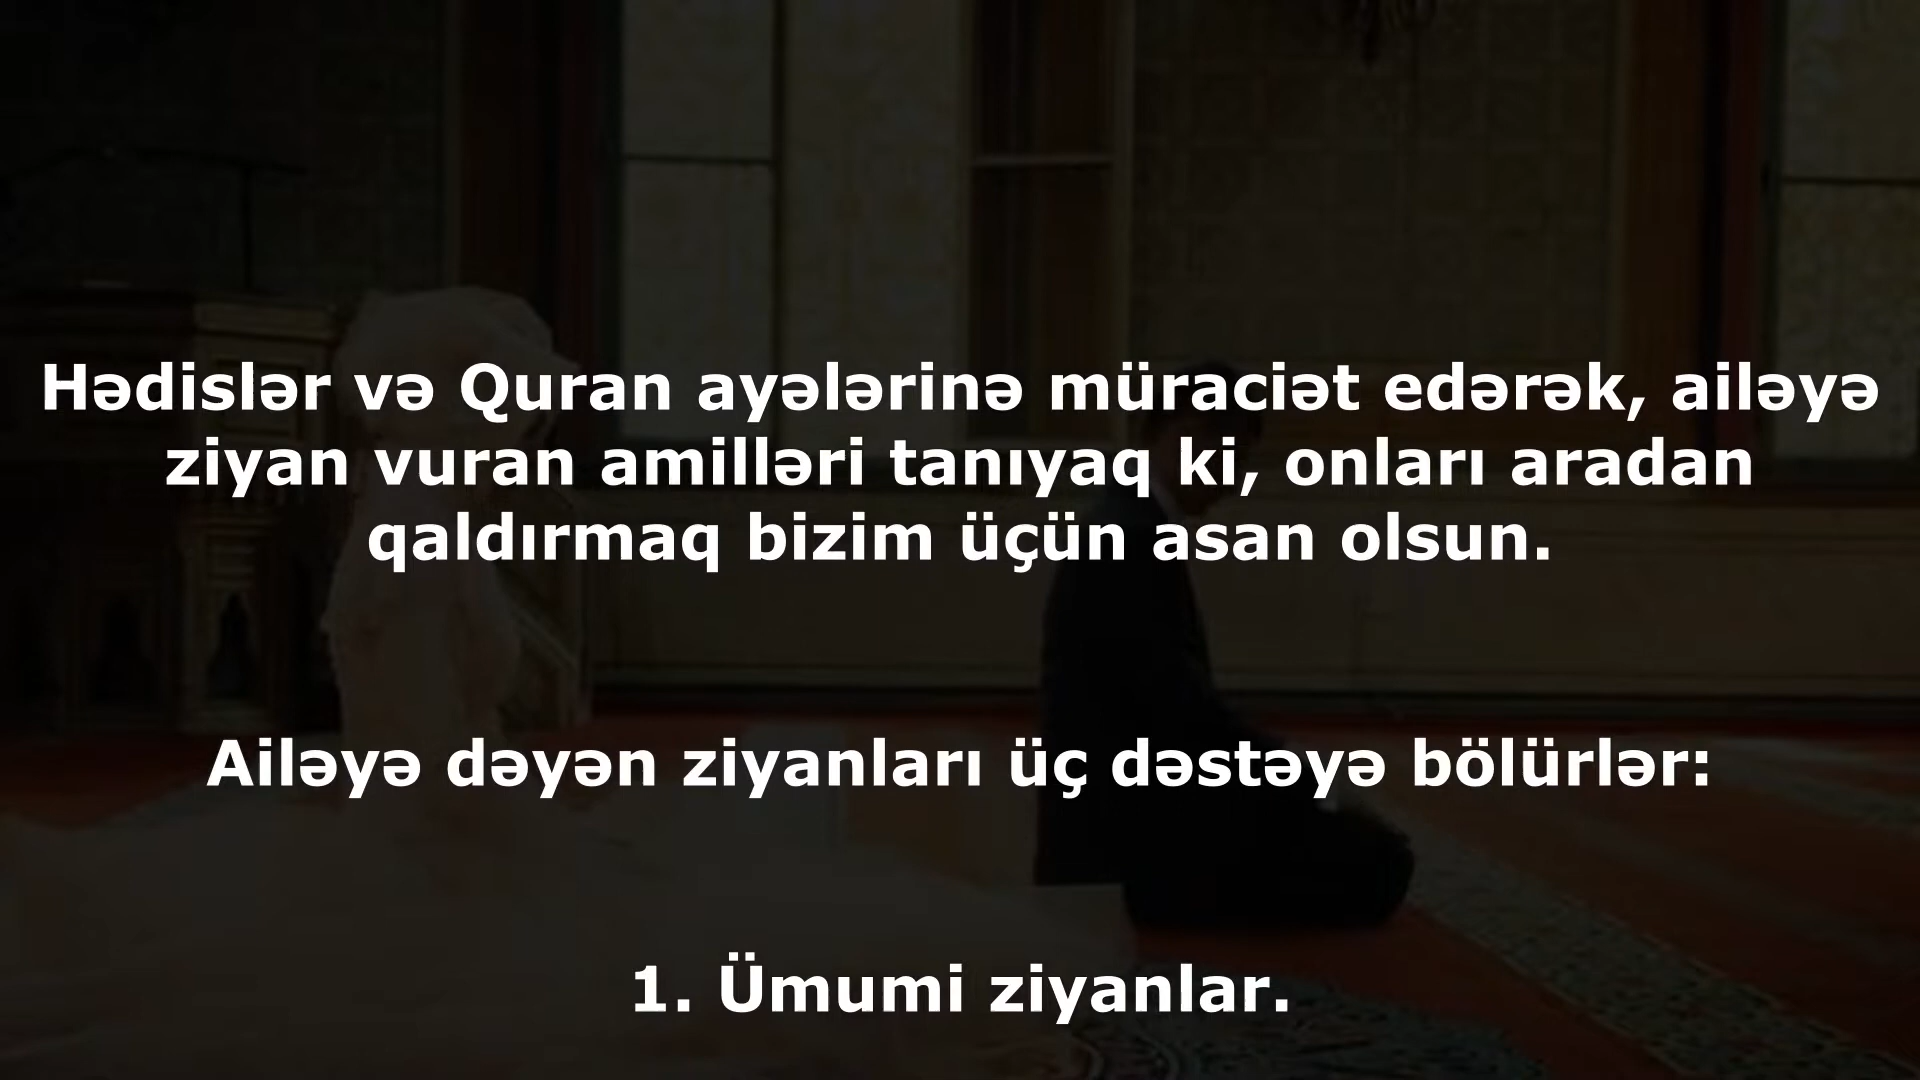 Hədislər və Quran ayələrinə müraciət edərək, ailəyə
ziyan vuran amilləri tanıyaq ki, onları aradan
qaldırmaq bizim üçün asan olsun.
Ailəyə dəyən ziyanları üç dəstəyə bölürlər:
1. Ümumi ziyanlar.